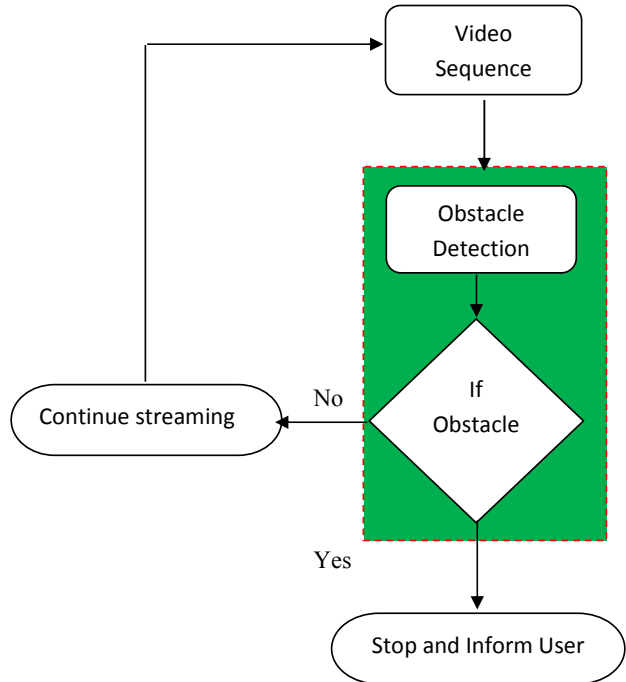 Video
Sequence
Obstacle
Detection
If
Obstacle
No
Continue streaming
Yes
Stop and Inform User